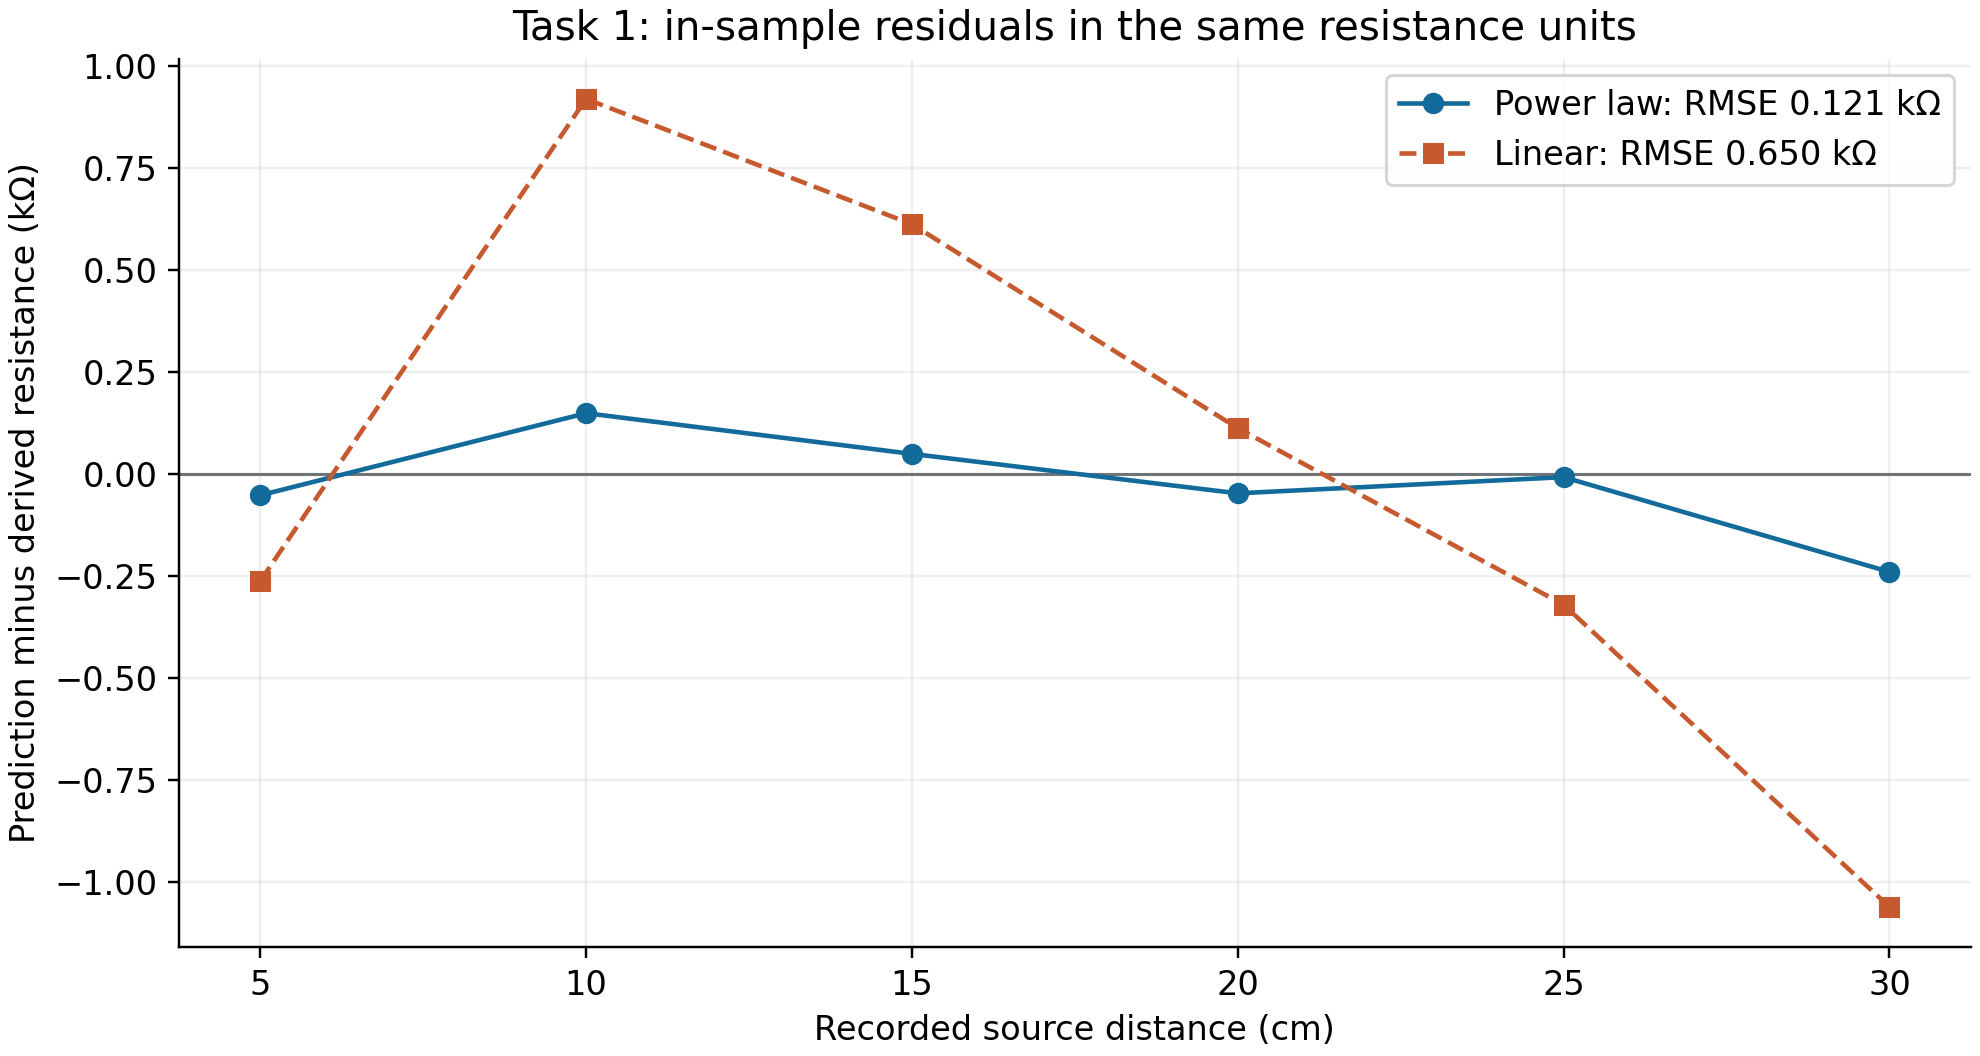 Task 1: in-sample residuals in the same resistance units
Power law: RMSE 0.121 kΩ
Linear: RMSE 0.650 kΩ
Prediction minus derived resistance (kΩ)
1.00
0.75
0.50
0.25
0.00
−0.25
−0.50
−0.75
−1.00
5 10 15 20 25 30
Recorded source distance (cm)